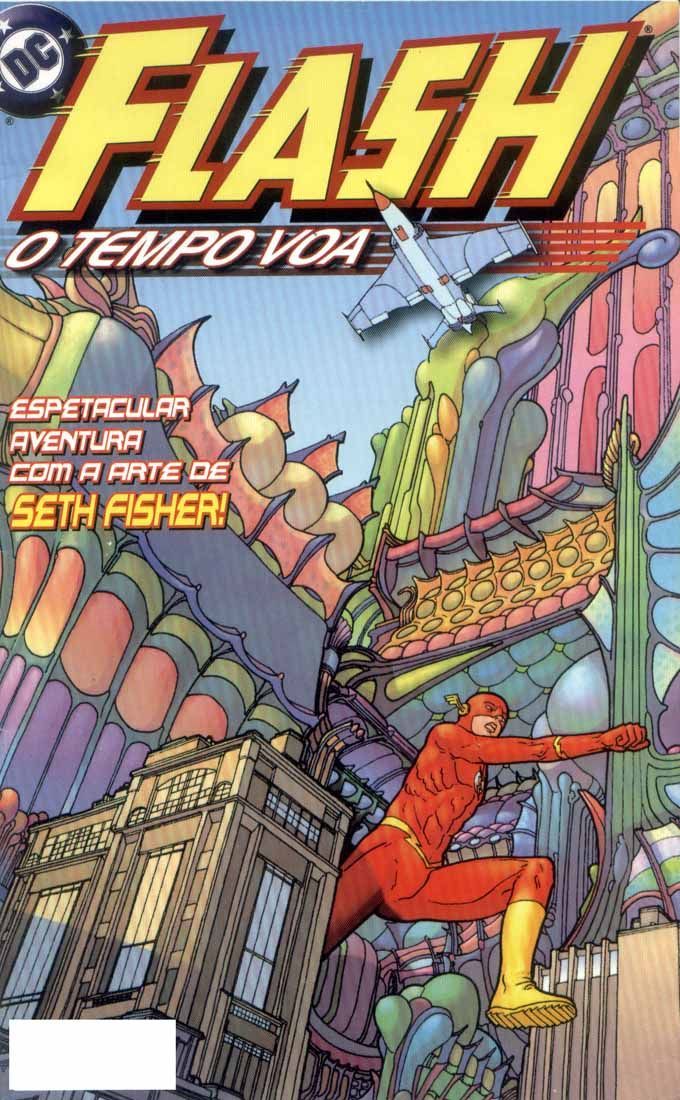 DC
®
®
FLASH
O TEMPO VOA
ESPETACULAR
AVENTURA
COM A ARTE DE
SETH FISHER!